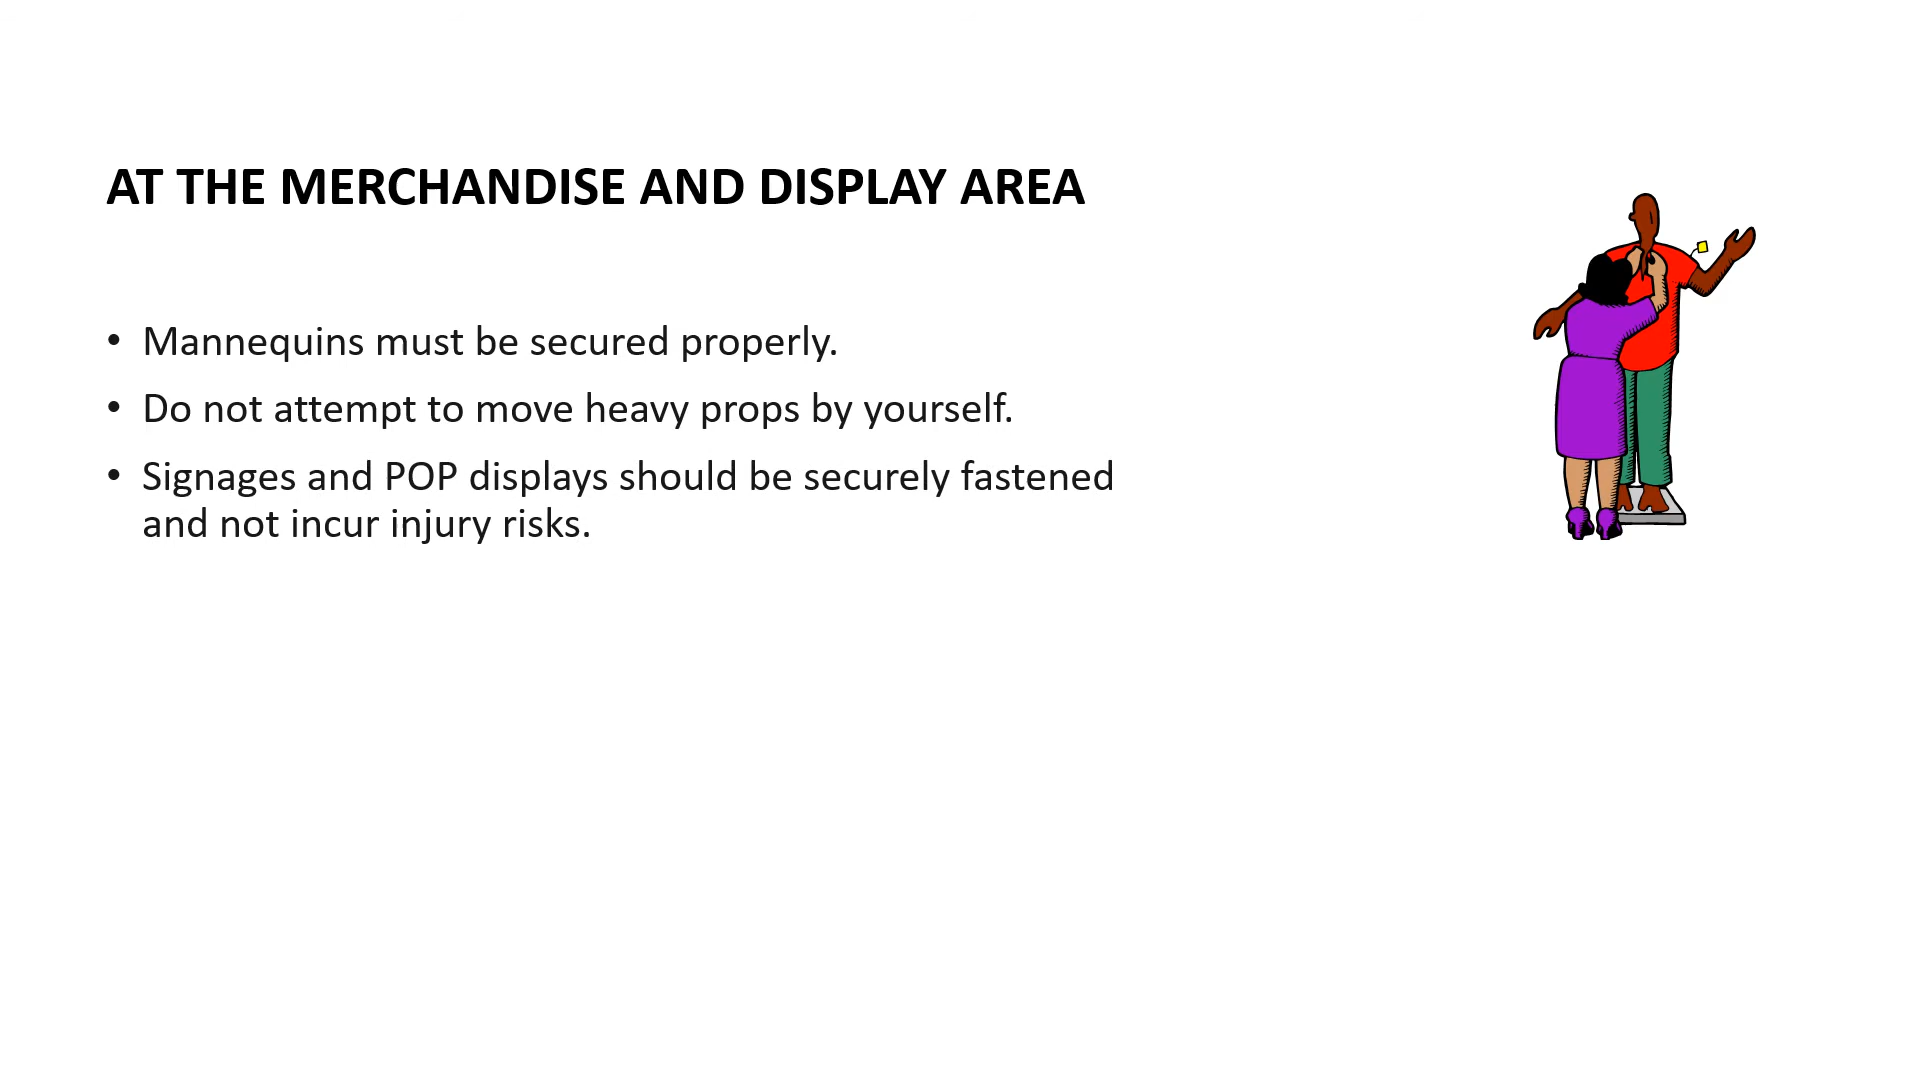 AT THE MERCHANDISE AND DISPLAY AREA
• Mannequins must be secured properly.
• Do not attempt to move heavy props by yourself.
• Signages and POP displays should be securely fastened
and not incur injury risks.